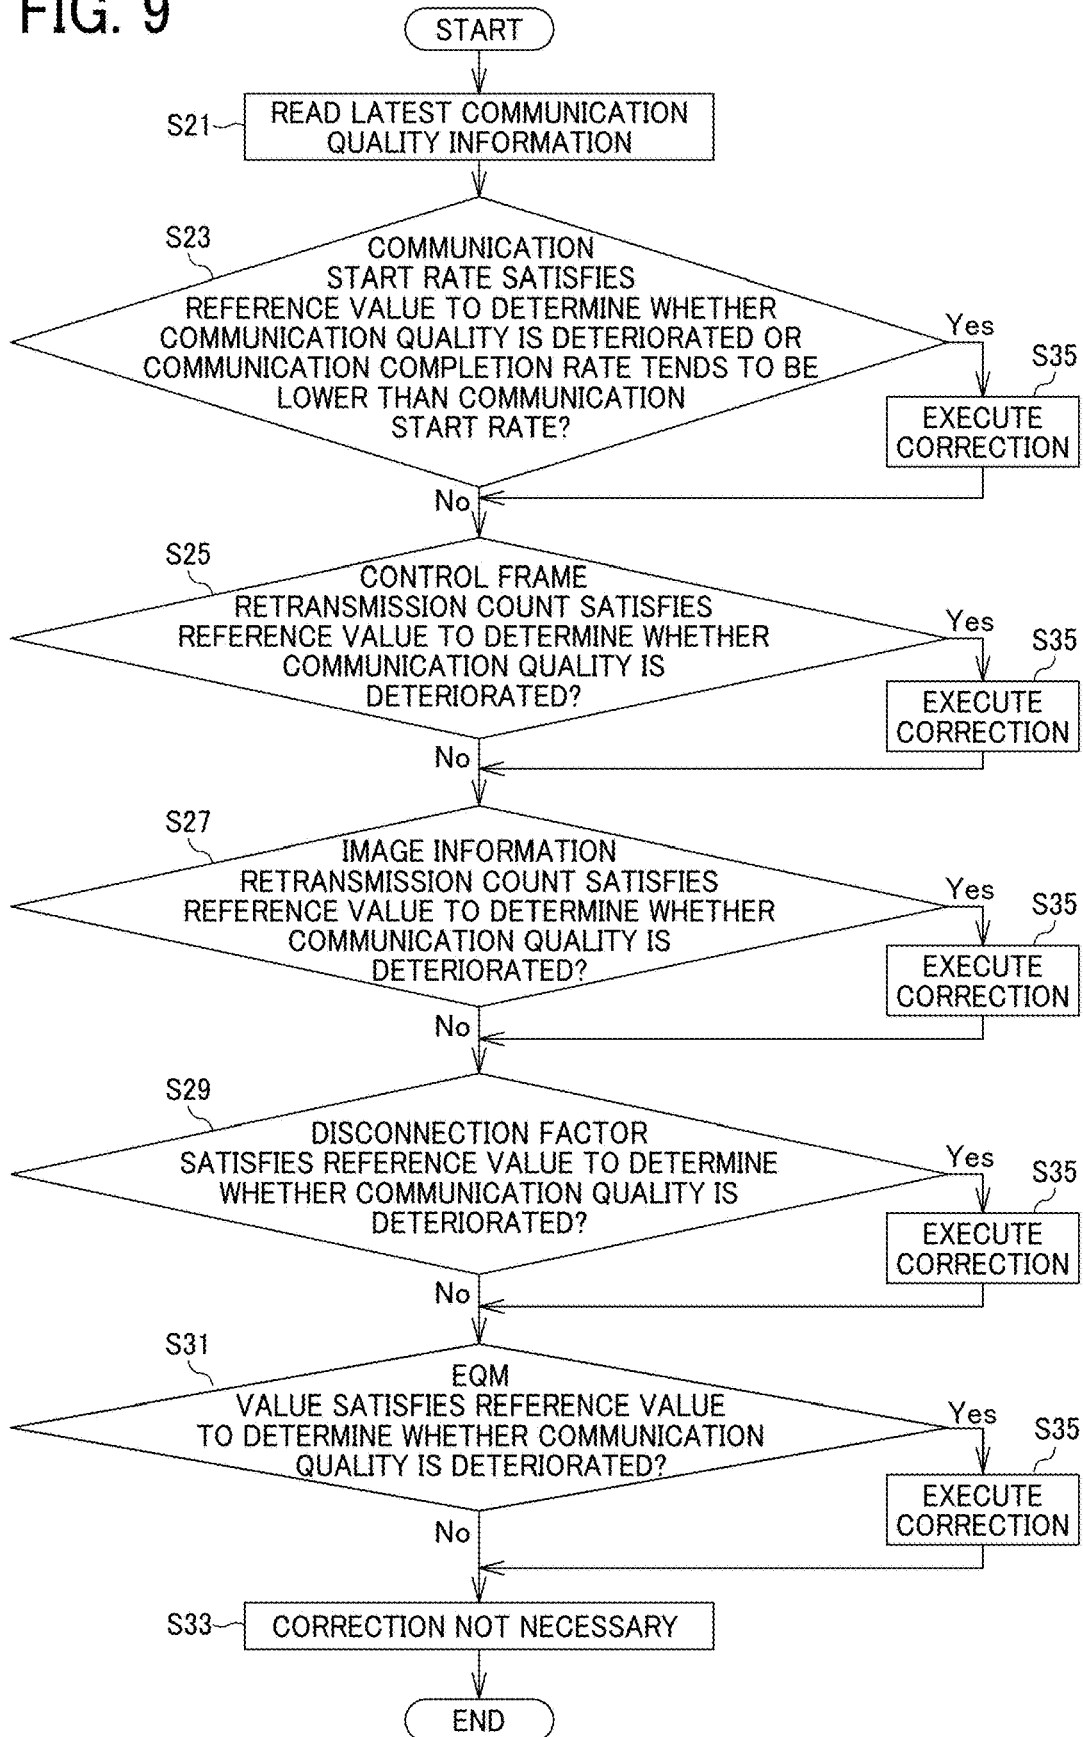 FIG. 9
START
S21
READ LATEST COMMUNICATION
QUALITY INFORMATION
S23
COMMUNICATION
START RATE SATISFIES
REFERENCE VALUE TO DETERMINE WHETHER
COMMUNICATION QUALITY IS DETERIORATED OR
COMMUNICATION COMPLETION RATE TENDS TO BE
LOWER THAN COMMUNICATION
START RATE?
Yes
S35
EXECUTE
CORRECTION
No
S25
CONTROL FRAME
RETRANSMISSION COUNT SATISFIES
REFERENCE VALUE TO DETERMINE WHETHER
COMMUNICATION QUALITY IS
DETERIORATED?
Yes
S35
EXECUTE
CORRECTION
No
S27
IMAGE INFORMATION
RETRANSMISSION COUNT SATISFIES
REFERENCE VALUE TO DETERMINE WHETHER
COMMUNICATION QUALITY IS
DETERIORATED?
Yes
S35
EXECUTE
CORRECTION
No
S29
DISCONNECTION FACTOR
SATISFIES REFERENCE VALUE TO DETERMINE
WHETHER COMMUNICATION QUALITY IS
DETERIORATED?
Yes
S35
EXECUTE
CORRECTION
No
S31
EQM
VALUE SATISFIES REFERENCE VALUE
TO DETERMINE WHETHER COMMUNICATION
QUALITY IS DETERIORATED?
Yes
S35
EXECUTE
CORRECTION
No
S33
CORRECTION NOT NECESSARY
END